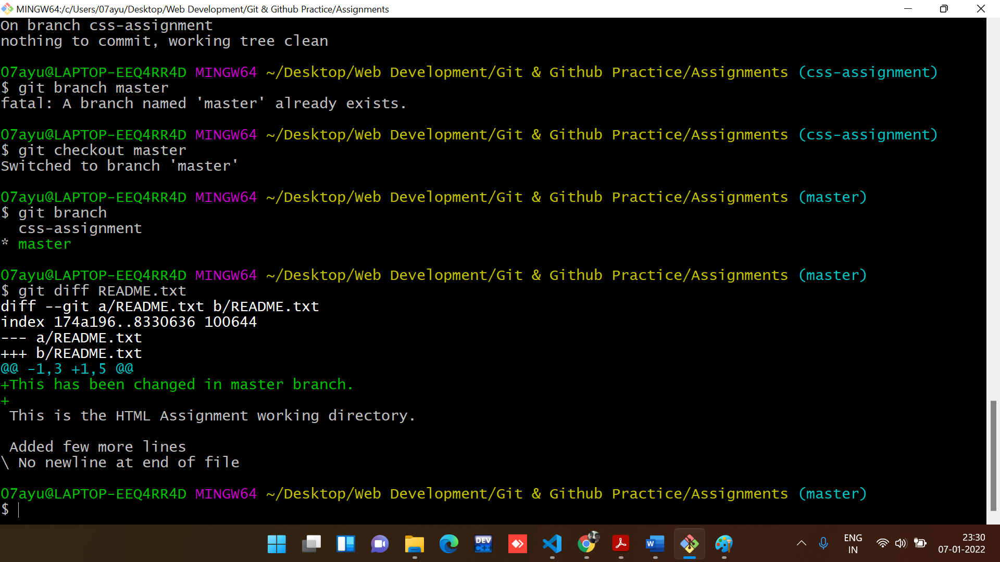 MINGW64:/c/Users/07ayu/Desktop/Web Development/Git & Github Practice/Assignments
On branch css-assignment
nothing to commit, working tree clean
07ayu@LAPTOP-EEQ4RR4D MINGW64 ~/Desktop/Web Development/Git & Github Practice/Assignments (css-assignment)
$ git branch master
fatal: A branch named 'master' already exists.
07ayu@LAPTOP-EEQ4RR4D MINGW64 ~/Desktop/Web Development/Git & Github Practice/Assignments (css-assignment)
$ git checkout master
Switched to branch 'master'
07ayu@LAPTOP-EEQ4RR4D MINGW64 ~/Desktop/Web Development/Git & Github Practice/Assignments (master)
$ git branch
  css-assignment
* master
07ayu@LAPTOP-EEQ4RR4D MINGW64 ~/Desktop/Web Development/Git & Github Practice/Assignments (master)
$ git diff README.txt
diff --git a/README.txt b/README.txt
index 174a196..8330636 100644
--- a/README.txt
+++ b/README.txt
@@ -1,3 +1,5 @@
+This has been changed in master branch.
+
 This is the HTML Assignment working directory.
 Added few more lines
\ No newline at end of file
07ayu@LAPTOP-EEQ4RR4D MINGW64 ~/Desktop/Web Development/Git & Github Practice/Assignments (master)
$
DEV
C++
W
ENG
IN
23:30
07-01-2022